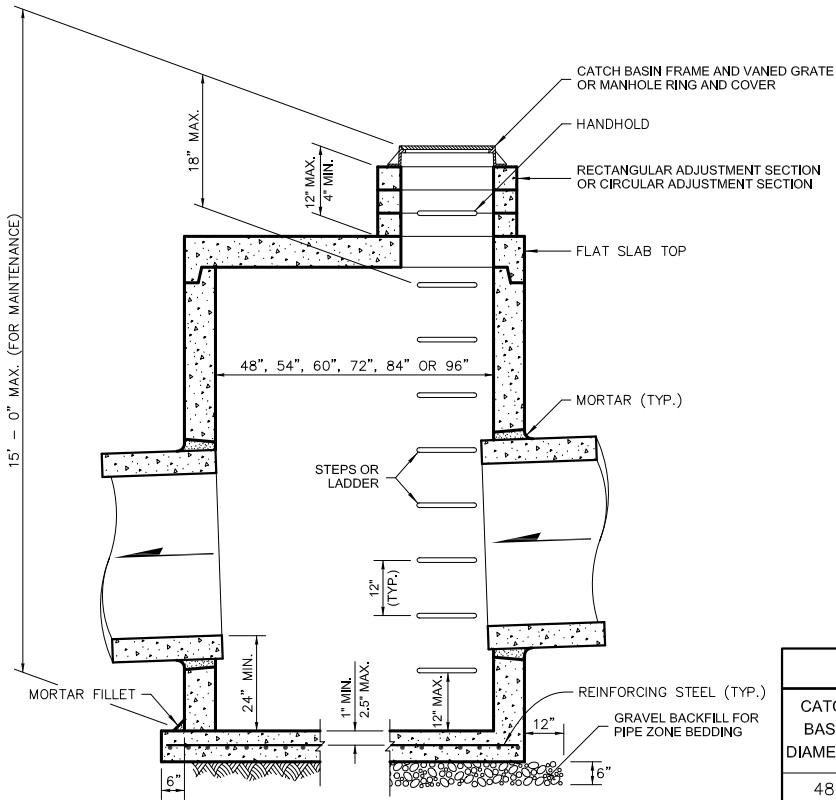 CATCH BASIN FRAME AND VANED GRATE
OR MANHOLE RING AND COVER
HANDHOLD
RECTANGULAR ADJUSTMENT SECTION
OR CIRCULAR ADJUSTMENT SECTION
18" MAX.
12" MAX.
4" MIN.
FLAT SLAB TOP
15' – 0" MAX. (FOR MAINTENANCE)
48", 54", 60", 72", 84" OR 96"
MORTAR (TYP.)
STEPS OR
LADDER
12"
(TYP.)
24" MIN.
1" MIN.
2.5" MAX.
12" MAX.
MORTAR FILLET
REINFORCING STEEL (TYP.)
12"
GRAVEL BACKFILL FOR
PIPE ZONE BEDDING
6"
6"
CATC
BAS
DIAME
48